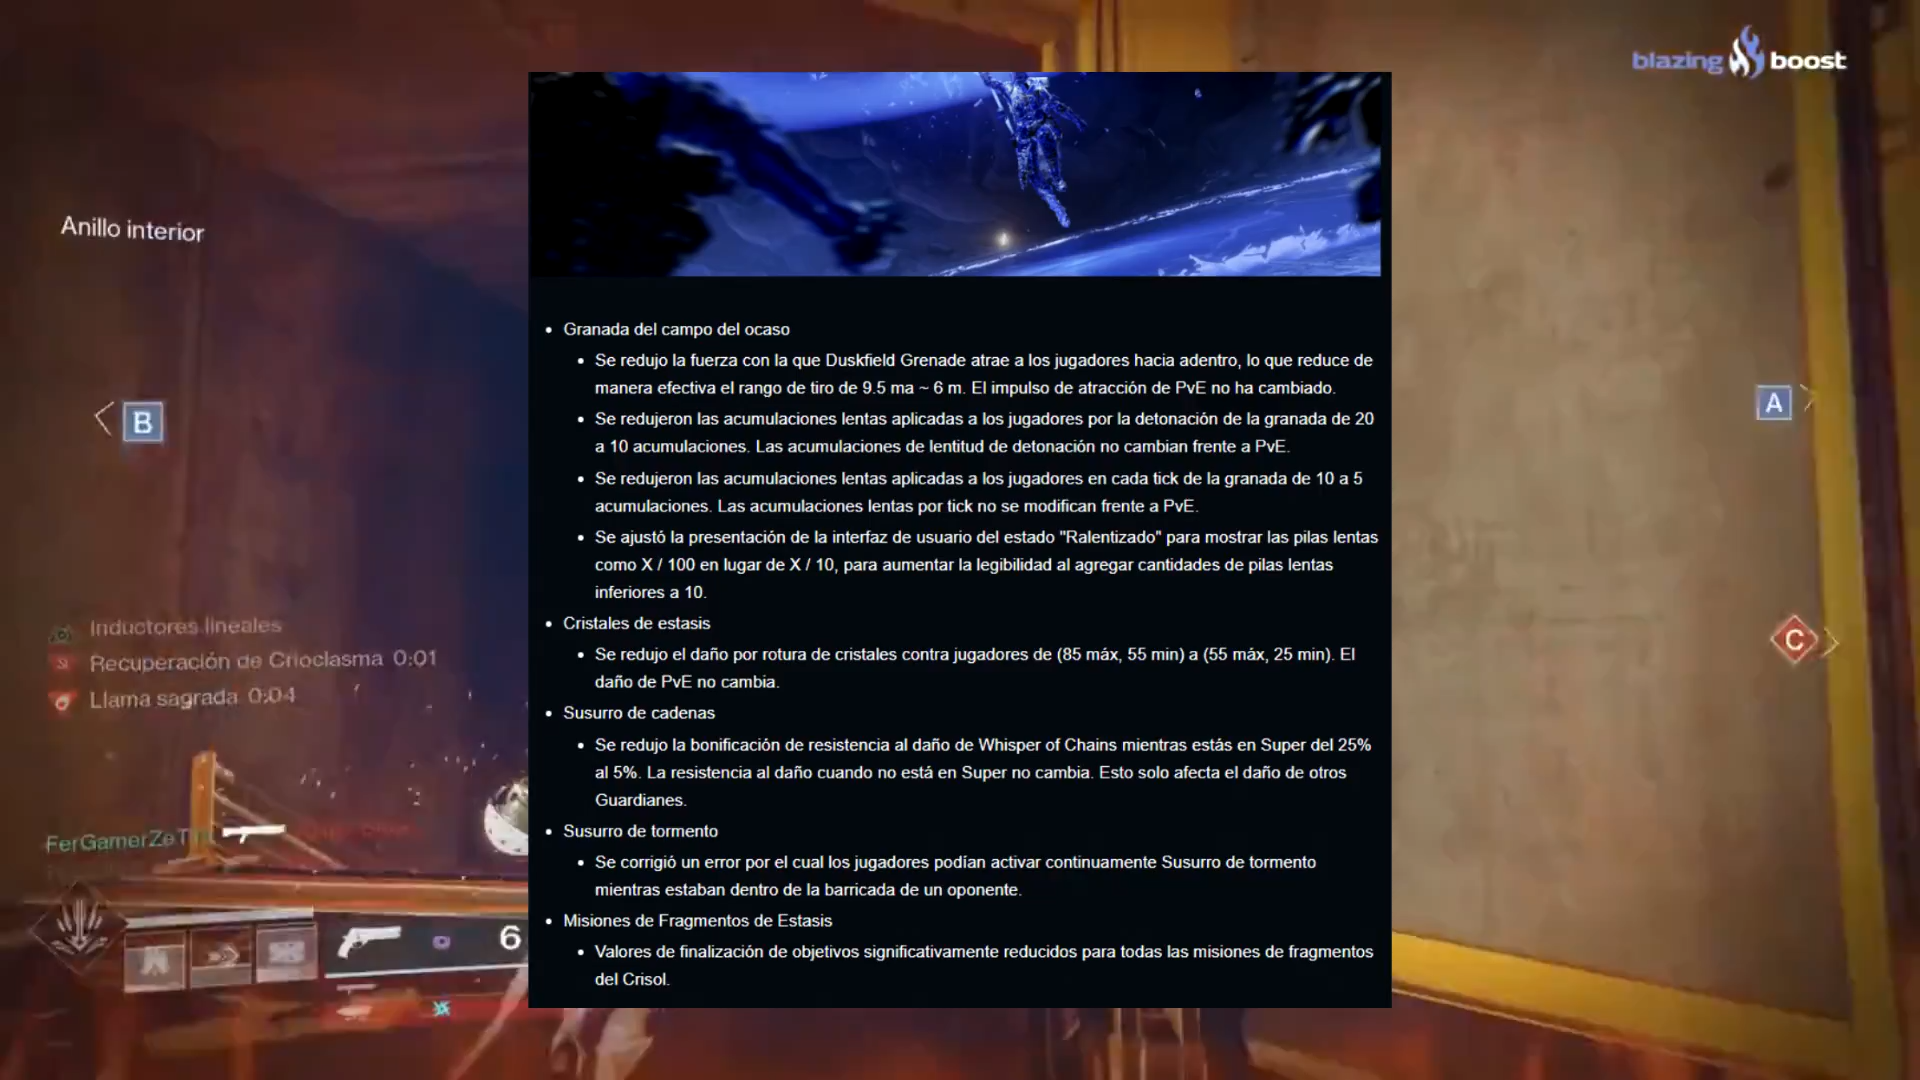 blazing boost
Anillo interior
B
A
C
Inductores lineales
Recuperación de Crioclasma 0:01
Llama sagrada 0:04
6
• Granada del campo del ocaso
• Se redujo la fuerza con la que Duskfield Grenade atrae a los jugadores hacia adentro, lo que reduce de
manera efectiva el rango de tiro de 9.5 ma ~ 6 m. El impulso de atracción de PvE no ha cambiado.
• Se redujeron las acumulaciones lentas aplicadas a los jugadores por la detonación de la granada de 20
a 10 acumulaciones. Las acumulaciones de lentitud de detonación no cambian frente a PvE.
• Se redujeron las acumulaciones lentas aplicadas a los jugadores en cada tick de la granada de 10 a 5
acumulaciones. Las acumulaciones lentas por tick no se modifican frente a PvE.
• Se ajustó la presentación de la interfaz de usuario del estado "Ralentizado" para mostrar las pilas lentas
como X / 100 en lugar de X / 10, para aumentar la legibilidad al agregar cantidades de pilas lentas
inferiores a 10.
• Cristales de estasis
• Se redujo el daño por rotura de cristales contra jugadores de (85 máx, 55 min) a (55 máx, 25 min). El
daño de PvE no cambia.
• Susurro de cadenas
• Se redujo la bonificación de resistencia al daño de Whisper of Chains mientras estás en Super del 25%
al 5%. La resistencia al daño cuando no está en Super no cambia. Esto solo afecta el daño de otros
Guardianes.
• Susurro de tormento
• Se corrigió un error por el cual los jugadores podían activar continuamente Susurro de tormento
mientras estaban dentro de la barricada de un oponente.
• Misiones de Fragmentos de Estasis
• Valores de finalización de objetivos significativamente reducidos para todas las misiones de fragmentos
del Crisol.